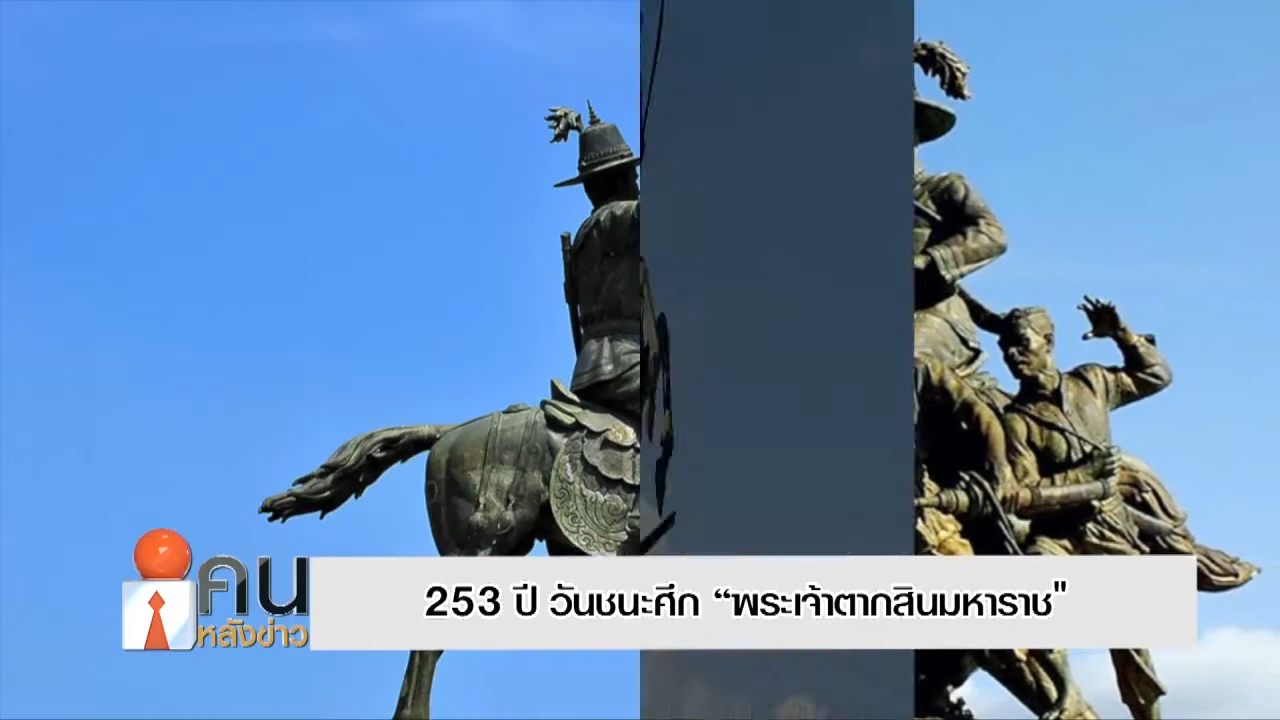 คน
หลังข่าว
253 ปี วันชนะศึก “พระเจ้าตากสินมหาราช"